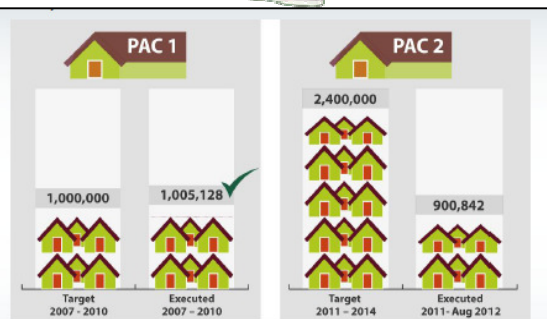 PAC 1
1,000,000
1,005,128
Target
2007 - 2010
Executed
2007 – 2010
PAC 2
2,400,000
900,842
Target
2011 – 2014
Executed
2011- Aug 2012